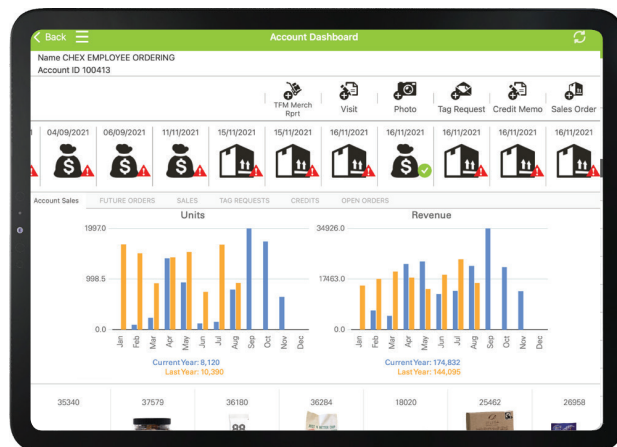 Back
Account Dashboard
Name CHEX EMPLOYEE ORDERING
Account ID 100413
TFM Merch Rprt
Visit
Photo
Tag Request
Credit Memo
Sales Order
04/09/2021 06/09/2021 11/11/2021 15/11/2021 15/11/2021 16/11/2021 16/11/2021 16/11/2021 16/11/2021 16/11/2021
Account Sales FUTURE ORDERS SALES TAG REQUESTS CREDITS OPEN ORDERS
Units
1997.0
998.5
0.0
Jan Feb Mar Apr May Jun Jul Aug Sep Oct Nov Dec
Current Year: 8,120
Last Year: 10,390
Revenue
34926.0
17463.0
0.0
Jan Feb Mar Apr May Jun Jul Aug Sep Oct Nov Dec
Current Year: 174,832
Last Year: 144,095
35340 37579 36180 36284 18020 25462 26958
88